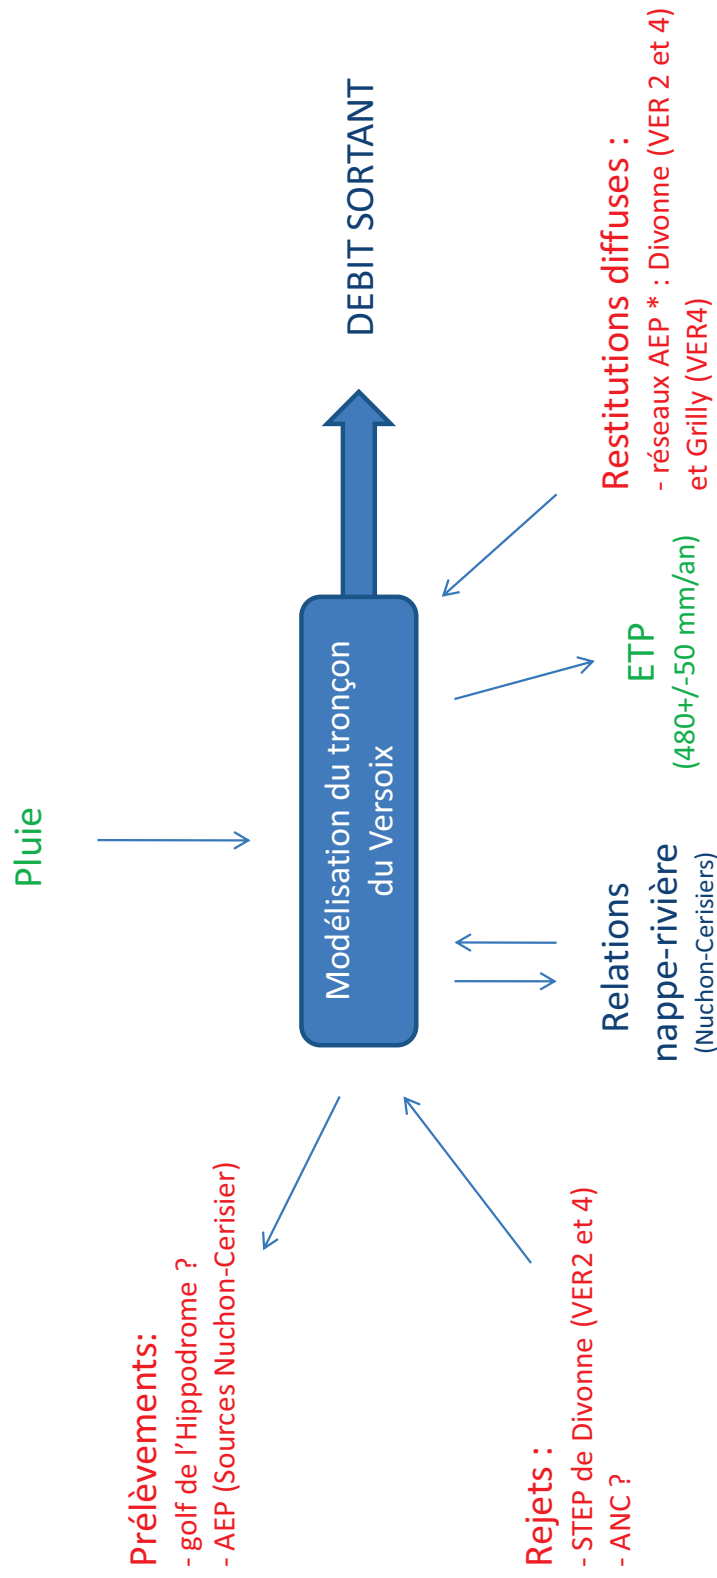 Pluie
Prélèvements:
- golf de l'Hippodrome ?
- AEP (Sources Nuchon-Cerisier)
Modélisation du tronçon
du Versoix
DEBIT SORTANT
Rejets :
- STEP de Divonne (VER2 et 4)
- ANC ?
Relations
nappe-rivière
(Nuchon-Cerisiers)
ETP
(480+/-50 mm/an)
Restitutions diffuses :
- réseaux AEP * : Divonne (VER 2 et 4)
et Grilly (VER4)